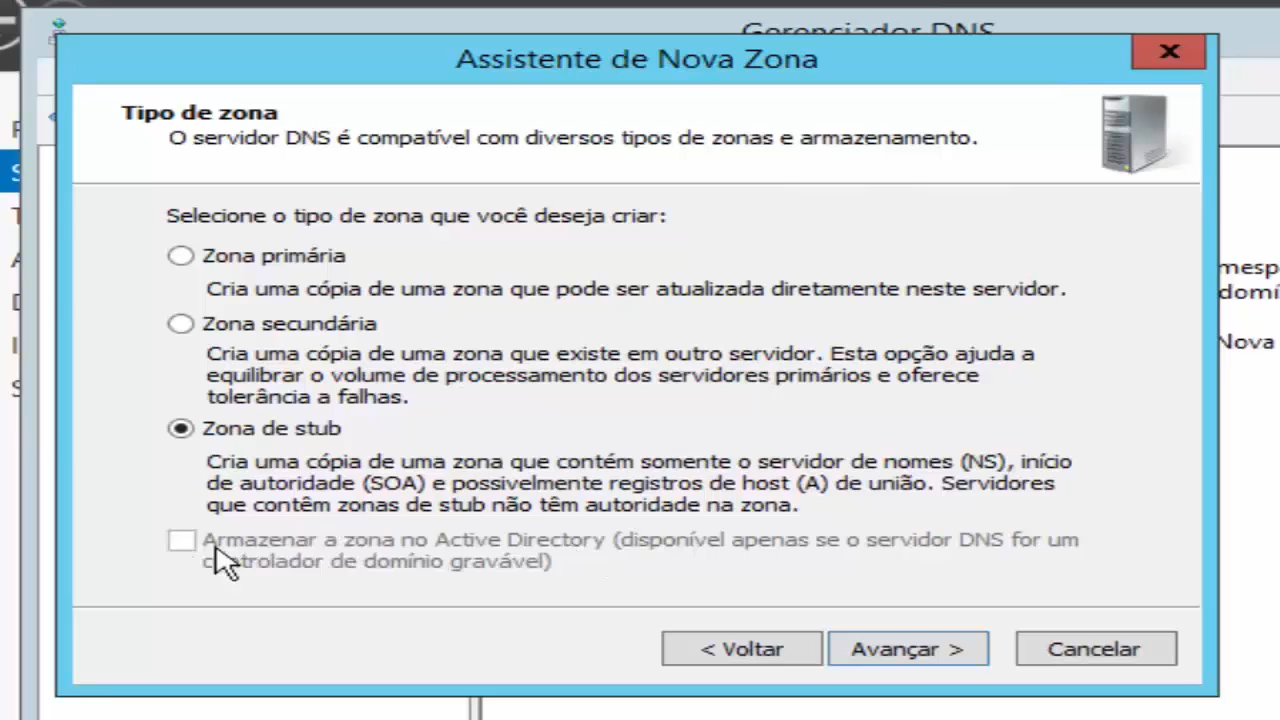 Gerenciador DNS
Assistente de Nova Zona
Tipo de zona
O servidor DNS é compatível com diversos tipos de zonas e armazenamento.
Selecione o tipo de zona que você deseja criar:
Zona primária
Cria uma cópia de uma zona que pode ser atualizada diretamente neste servidor.
Zona secundária
Cria uma cópia de uma zona que existe em outro servidor. Esta opção ajuda a
equilibrar o volume de processamento dos servidores primários e oferece
tolerância a falhas.
Zona de stub
Cria uma cópia de uma zona que contém somente o servidor de nomes (NS), início
de autoridade (SOA) e possivelmente registros de host (A) de união. Servidores
que contêm zonas de stub não têm autoridade na zona.
Armazenar a zona no Active Directory (disponível apenas se o servidor DNS for um
controlador de domínio gravável)
< Voltar
Avançar >
Cancelar
mesp
domí
Nova